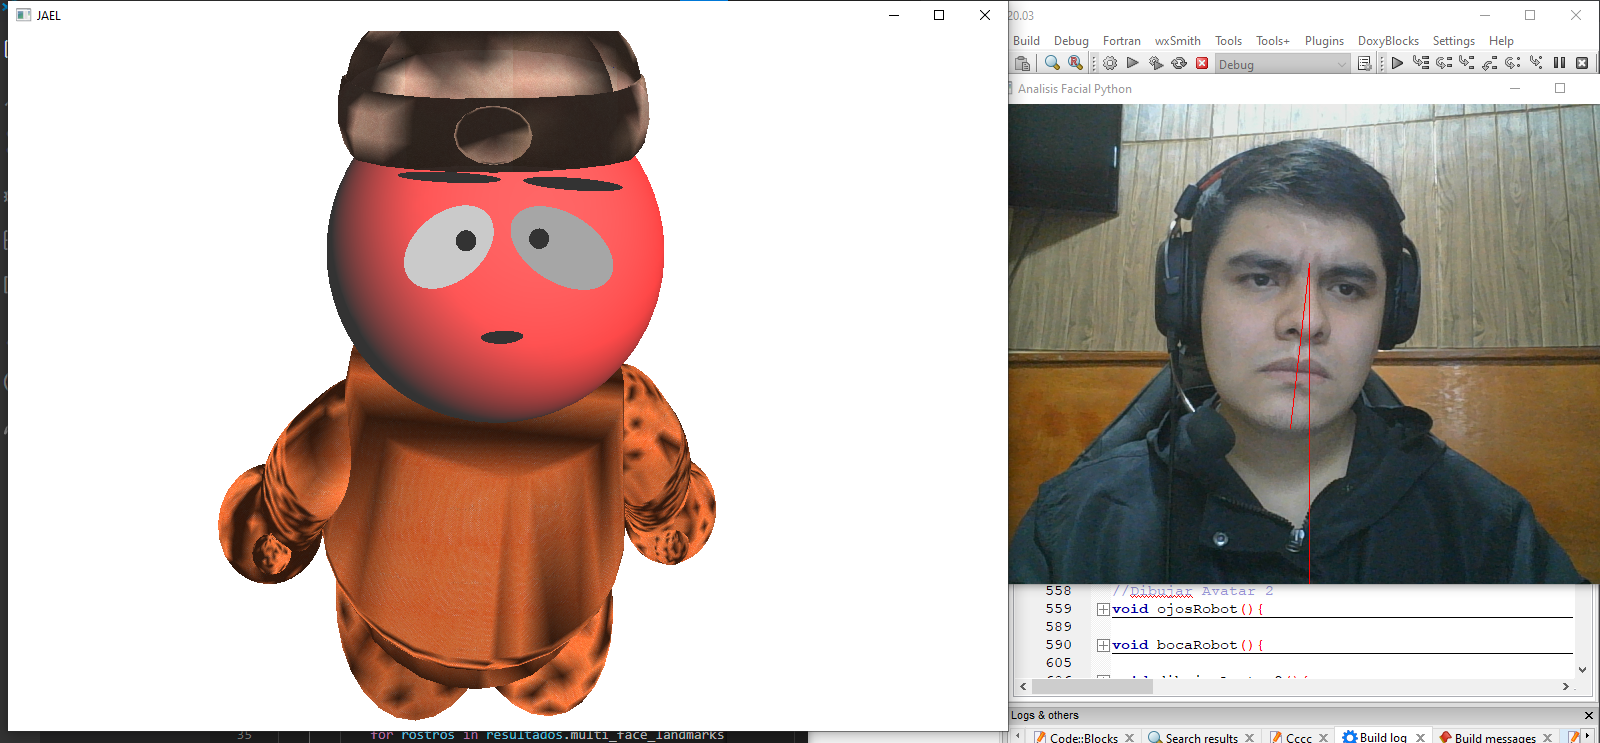 JAEL
20.03
Build Debug Fortran wxSmith Tools Tools+ Plugins DoxyBlocks Settings Help
Debug
Analisis Facial Python
558 //Dibujar Avatar 2
559 void ojosRobot(){
589
590 void bocaRobot(){
605
Logs & others
Code::Blocks Search results Cccc Build log Build messages
35 for rostros in resultados.multi_face_landmarks